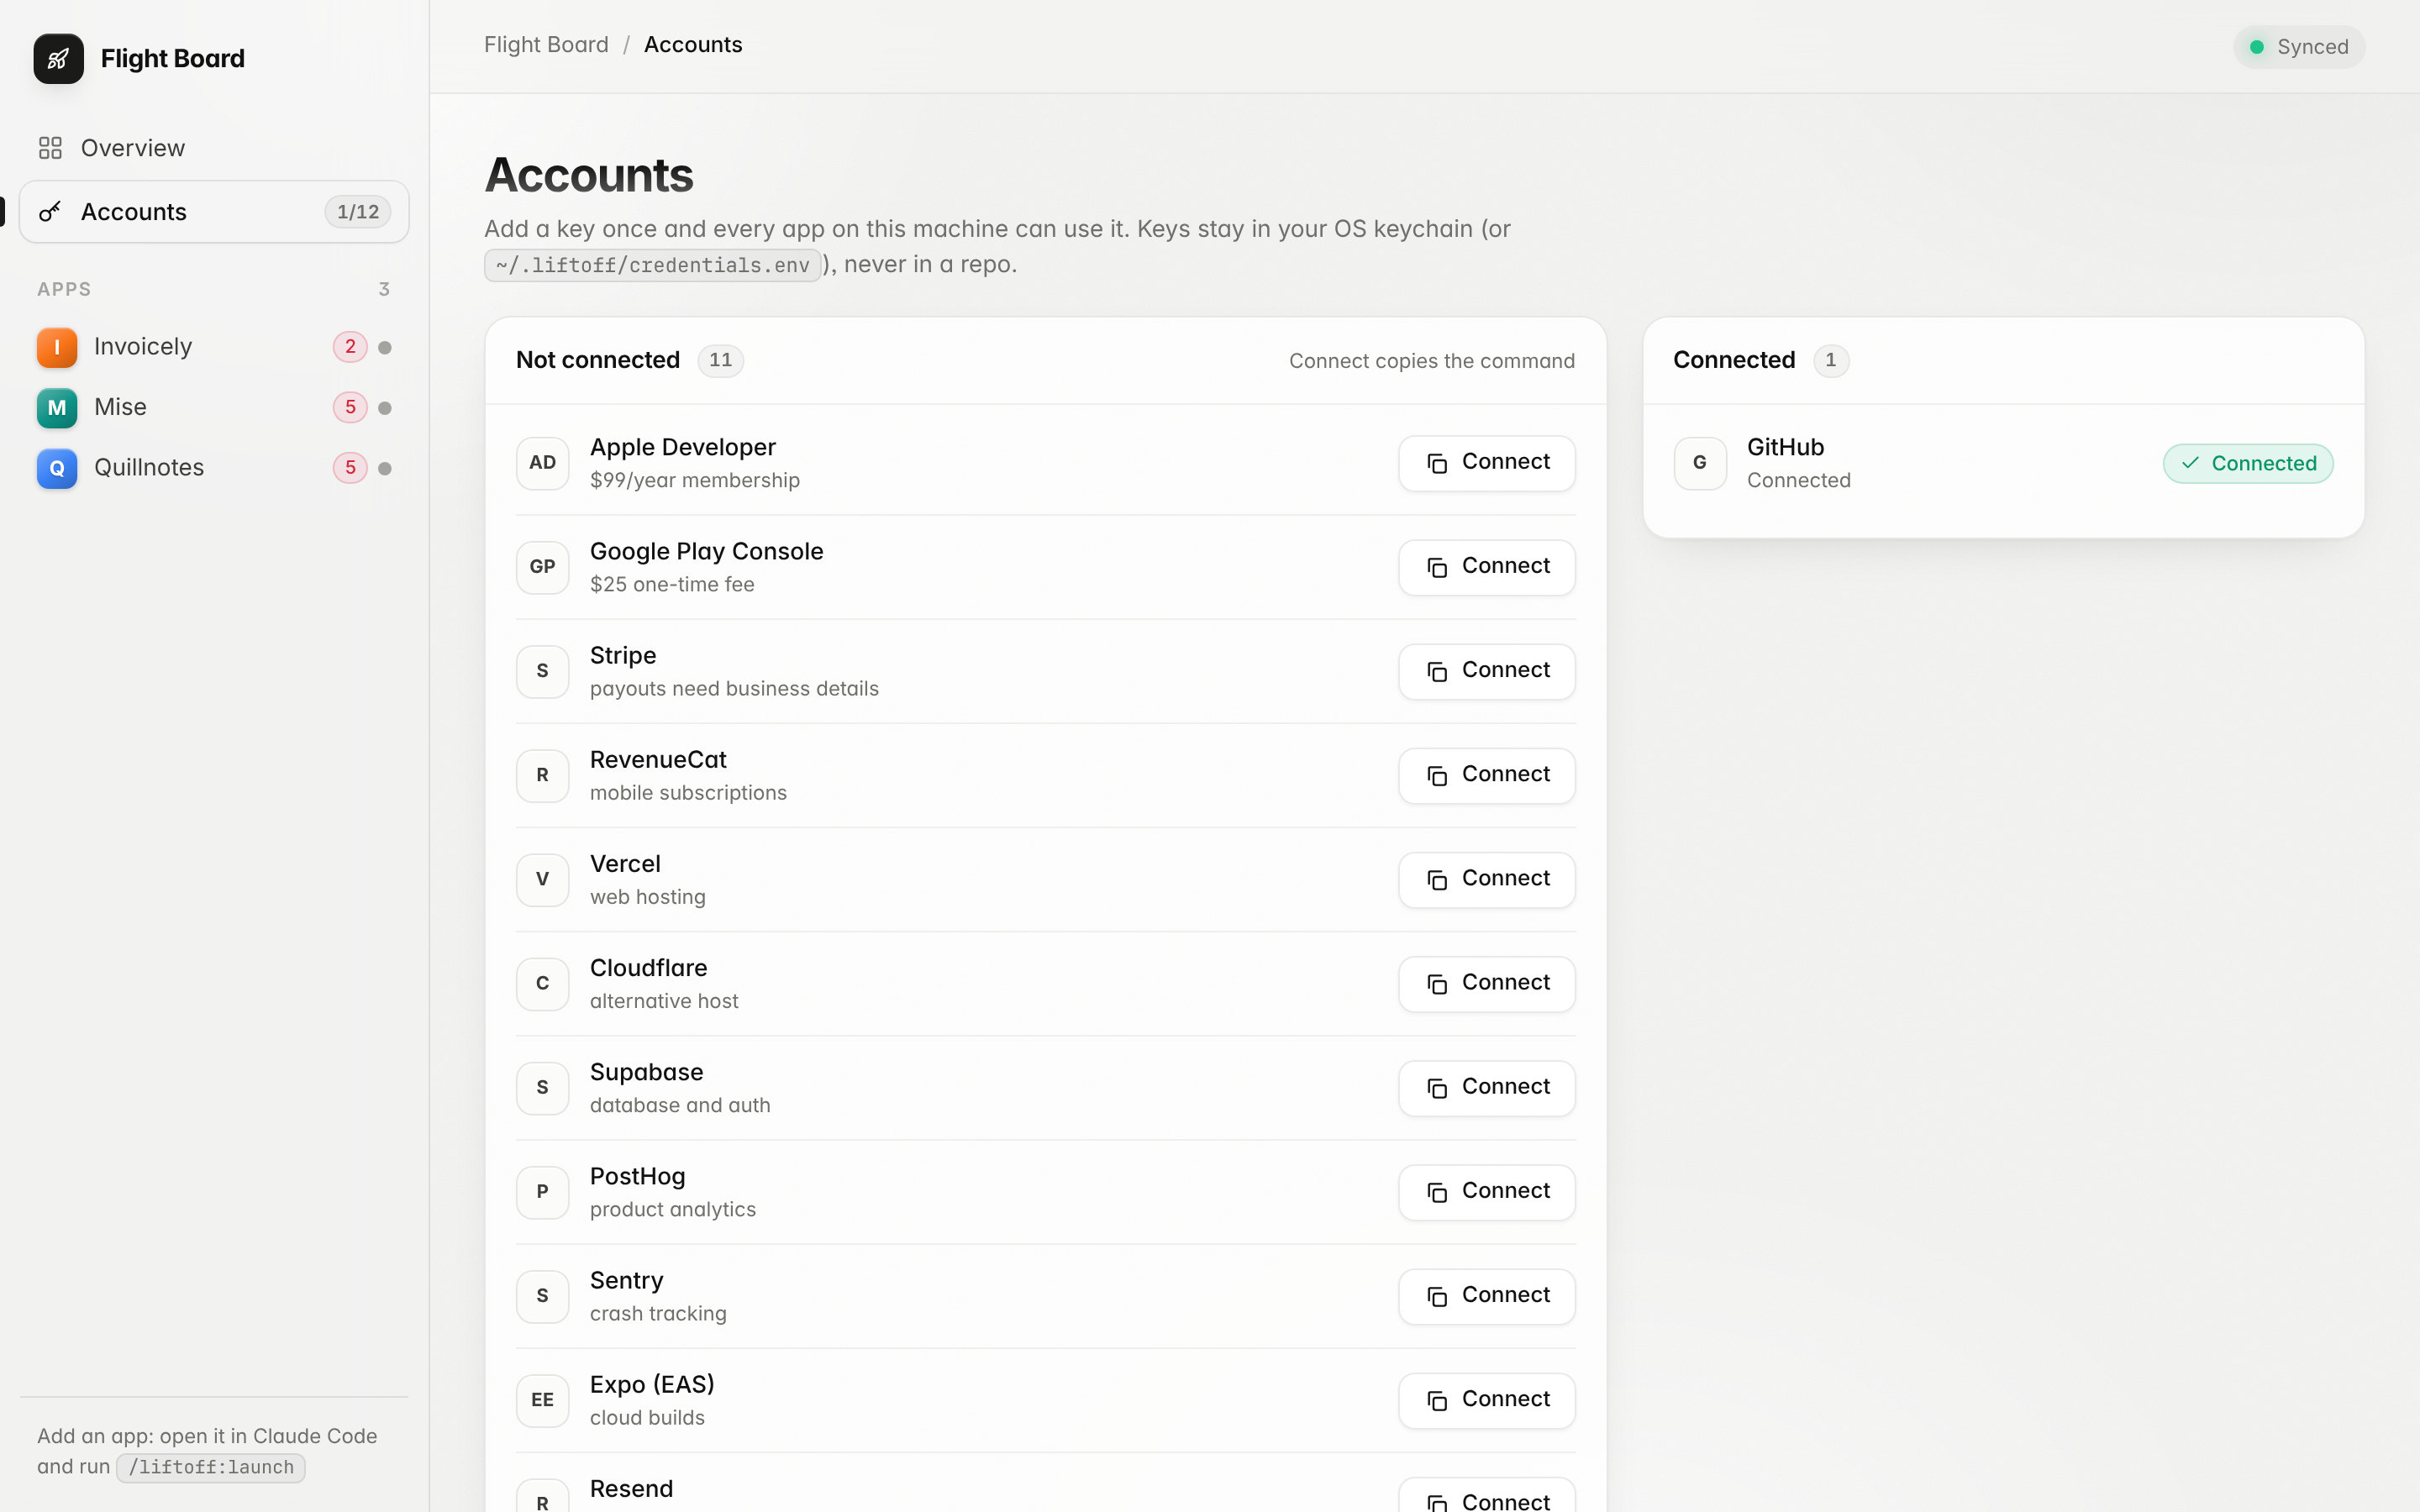 Flight Board
Overview
Accounts 1/12
APPS 3
I Invoicely 2
M Mise 5
Q Quillnotes 5
Add an app: open it in Claude Code
and run /liftoff:launch
Flight Board / Accounts
Synced
Accounts
Add a key once and every app on this machine can use it. Keys stay in your OS keychain (or
~/.liftoff/credentials.env), never in a repo.
Not connected 11 Connect copies the command
AD Apple Developer Connect
$99/year membership
GP Google Play Console Connect
$25 one-time fee
S Stripe Connect
payouts need business details
R RevenueCat Connect
mobile subscriptions
V Vercel Connect
web hosting
C Cloudflare Connect
alternative host
S Supabase Connect
database and auth
P PostHog Connect
product analytics
S Sentry Connect
crash tracking
EE Expo (EAS) Connect
cloud builds
R Resend Connect
Connected 1
G GitHub Connected
Connected